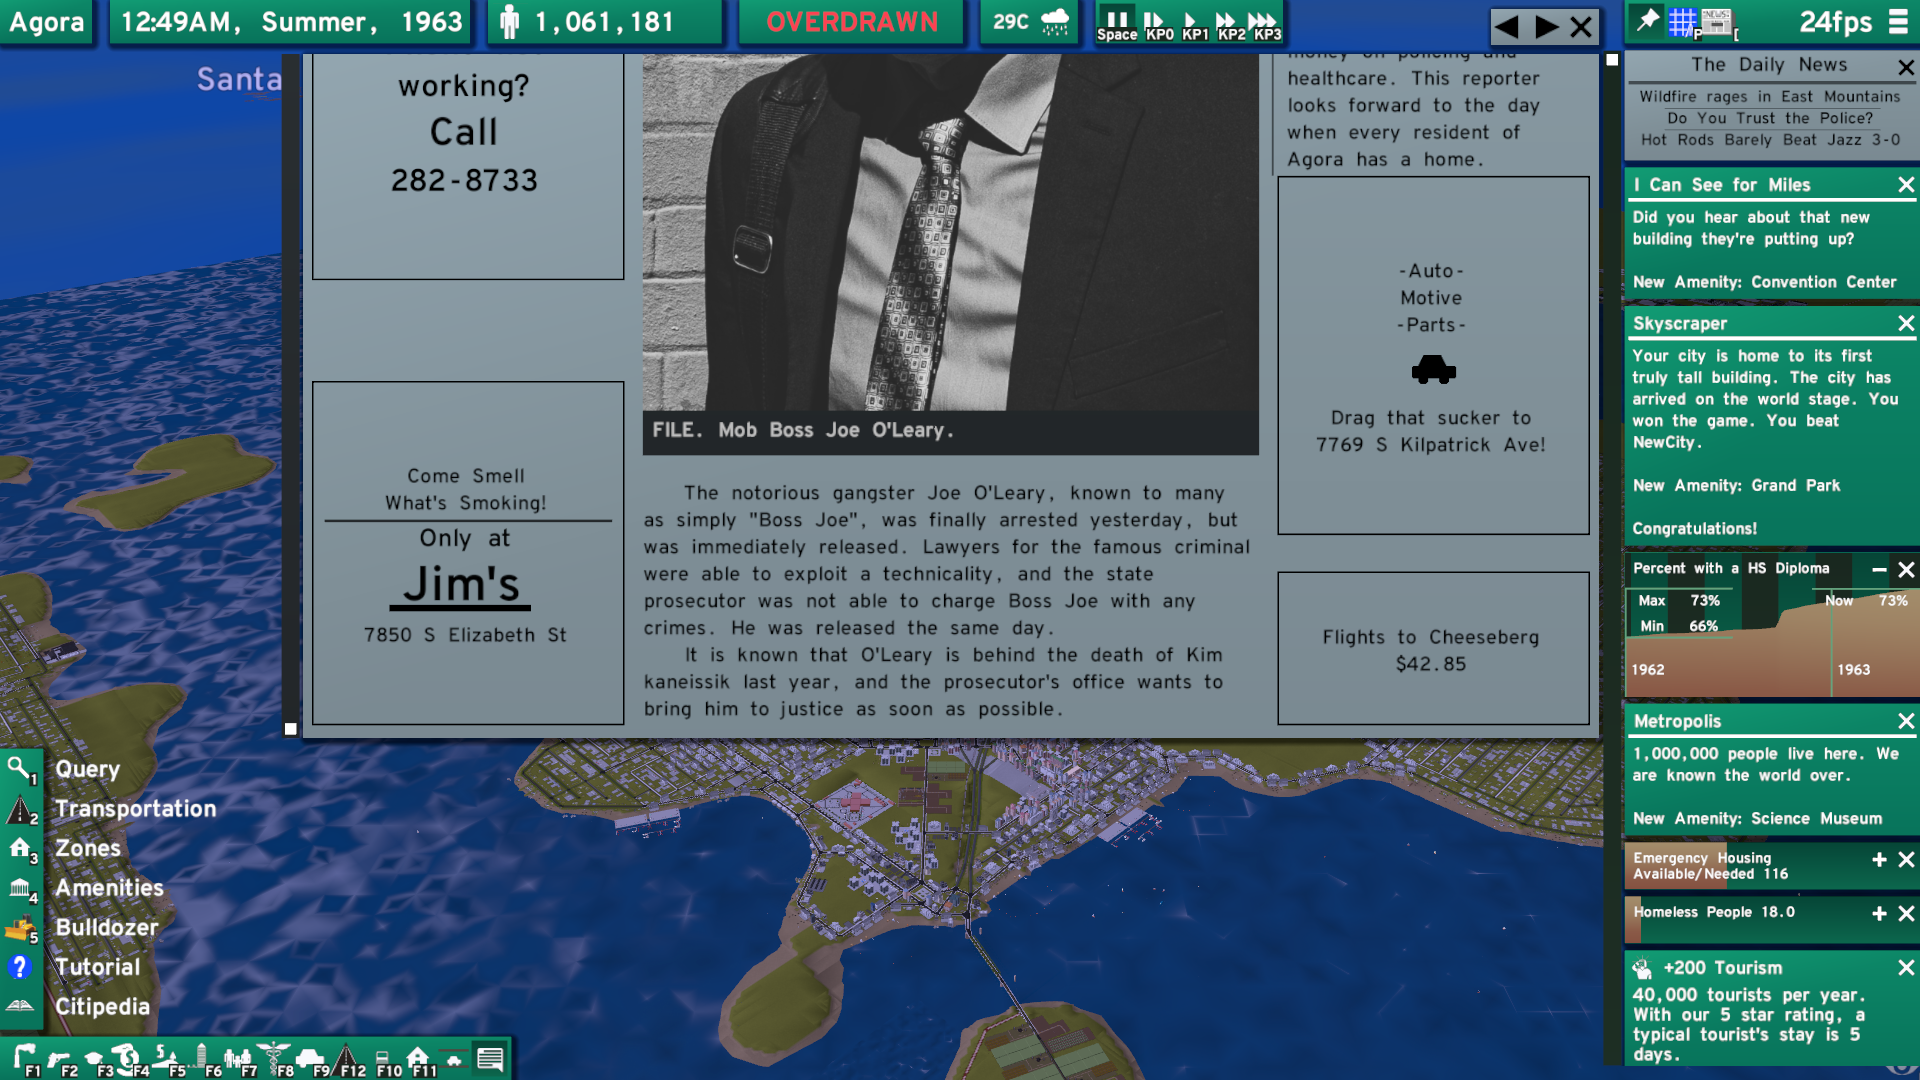 Agora
12:49AM, Summer, 1963
1,061,181
OVERDRAWN
29C
Space
KP0
KP1
KP2
KP3
P
[
24fps
Santa
working?
Call
282-8733
Come Smell
What's Smoking!
Only at
Jim's
7850 S Elizabeth St
FILE. Mob Boss Joe O'Leary.
The notorious gangster Joe O'Leary, known to many
as simply "Boss Joe", was finally arrested yesterday, but
was immediately released. Lawyers for the famous criminal
were able to exploit a technicality, and the state
prosecutor was not able to charge Boss Joe with any
crimes. He was released the same day.
It is known that O'Leary is behind the death of Kim
kaneissik last year, and the prosecutor's office wants to
bring him to justice as soon as possible.
money on policing and
healthcare. This reporter
looks forward to the day
when every resident of
Agora has a home.
-Auto-
Motive
-Parts-
Drag that sucker to
7769 S Kilpatrick Ave!
Flights to Cheeseberg
$42.85
The Daily News
Wildfire rages in East Mountains
Do You Trust the Police?
Hot Rods Barely Beat Jazz 3-0
I Can See for Miles
Did you hear about that new
building they're putting up?
New Amenity: Convention Center
Skyscraper
Your city is home to its first
truly tall building. The city has
arrived on the world stage. You
won the game. You beat
NewCity.
New Amenity: Grand Park
Congratulations!
Percent with a HS Diploma
Max 73%
Now 73%
Min 66%
1962
1963
Metropolis
1,000,000 people live here. We
are known the world over.
New Amenity: Science Museum
Emergency Housing
Available/Needed 116
Homeless People 18.0
+200 Tourism
40,000 tourists per year.
With our 5 star rating, a
typical tourist's stay is 5
days.
1 Query
2 Transportation
3 Zones
4 Amenities
5 Bulldozer
? Tutorial
Citipedia
F1
F2
F3
F4
F5
F6
F7
F8
F9
F12
F10
F11